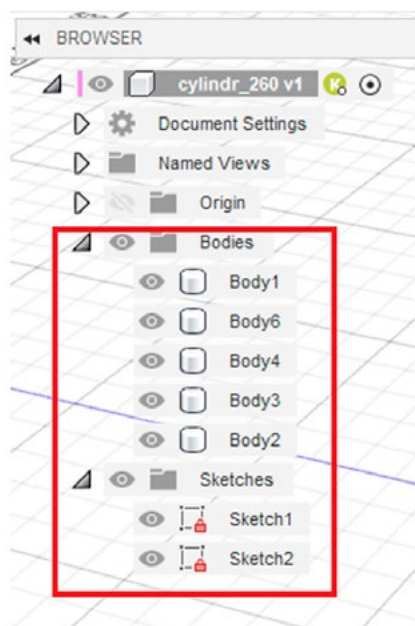 BROWSER
cylindr_260 v1
Document Settings
Named Views
Origin
Bodies
Body1
Body6
Body4
Body3
Body2
Sketches
Sketch1
Sketch2